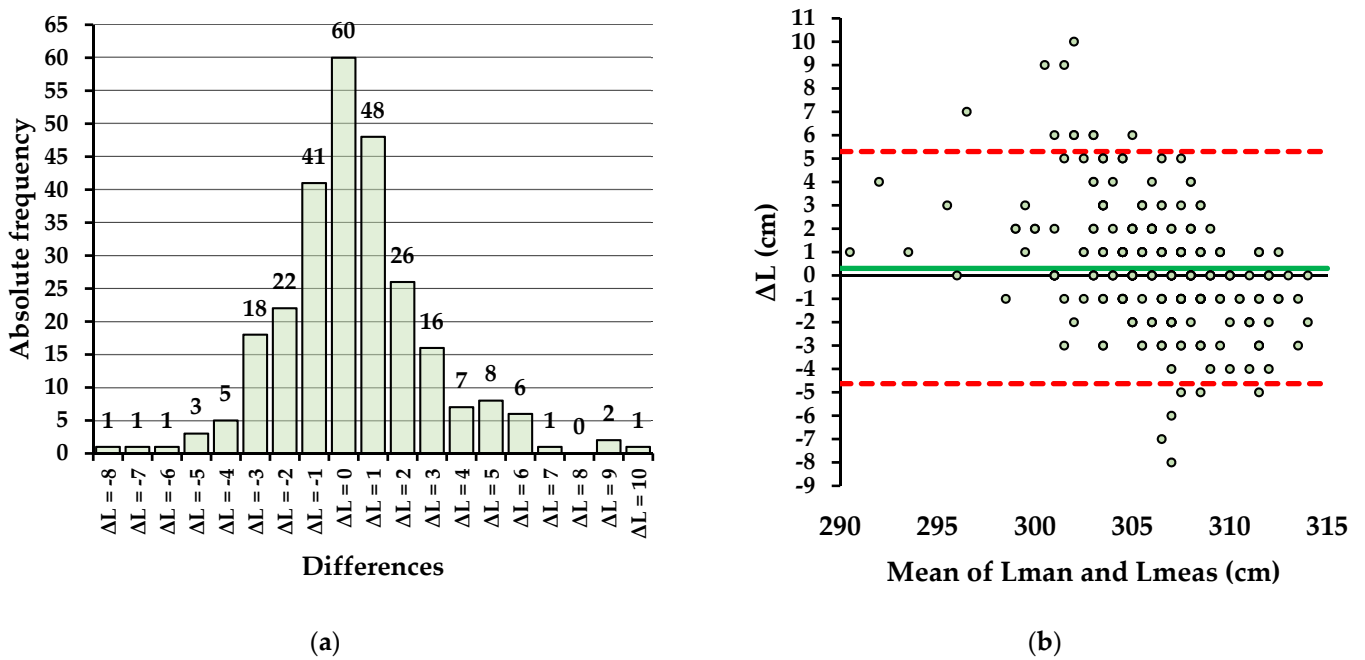 65
60
55
50
45
40
35
30
25
20
15
10
5
0
Absolute frequency
1
1
1
3
5
18
22
41
60
48
26
16
7
8
6
1
0
2
1
ΔL = -8
ΔL = -7
ΔL = -6
ΔL = -5
ΔL = -4
ΔL = -3
ΔL = -2
ΔL = -1
ΔL = 0
ΔL = 1
ΔL = 2
ΔL = 3
ΔL = 4
ΔL = 5
ΔL = 6
ΔL = 7
ΔL = 8
ΔL = 9
ΔL = 10
Differences
(a)
11
10
9
8
7
6
5
4
3
2
1
0
-1
-2
-3
-4
-5
-6
-7
-8
-9
ΔL (cm)
290 295 300 305 310 315
Mean of Lman and Lmeas (cm)
(b)